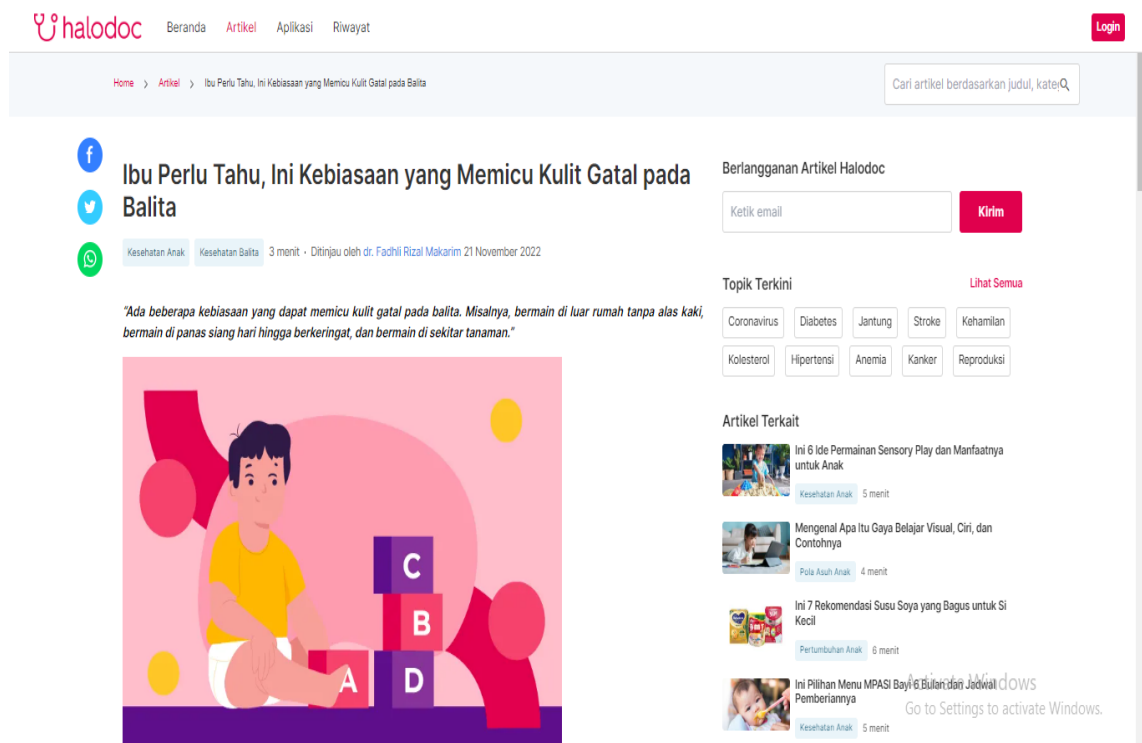 halodoc
Beranda Artikel Aplikasi Riwayat
Login
Home > Artikel > Ibu Perlu Tahu, Ini Kebiasaan yang Memicu Kulit Gatal pada Balita
Cari artikel berdasarkan judul, kate
Ibu Perlu Tahu, Ini Kebiasaan yang Memicu Kulit Gatal pada
Balita
Kesehatan Anak Kesehatan Balita 3 menit • Ditinjau oleh dr. Fadhli Rizal Makarim 21 November 2022
“Ada beberapa kebiasaan yang dapat memicu kulit gatal pada balita. Misalnya, bermain di luar rumah tanpa alas kaki,
bermain di panas siang hari hingga berkeringat, dan bermain di sekitar tanaman.”
C
B
A D
Berlangganan Artikel Halodoc
Ketik email
Kirim
Topik Terkini
Lihat Semua
Coronavirus Diabetes Jantung Stroke Kehamilan
Kolesterol Hipertensi Anemia Kanker Reproduksi
Artikel Terkait
Ini 6 Ide Permainan Sensory Play dan Manfaatnya
untuk Anak
Kesehatan Anak 5 menit
Mengenal Apa Itu Gaya Belajar Visual, Ciri, dan
Contohnya
Pola Asuh Anak 4 menit
Ini 7 Rekomendasi Susu Soya yang Bagus untuk Si
Kecil
Pertumbuhan Anak 6 menit
Ini Pilihan Menu MPASI Bayi 6 Bulan dan Jadwal
Pemberiannya
Kesehatan Anak 5 menit
Activate Windows
Go to Settings to activate Windows.